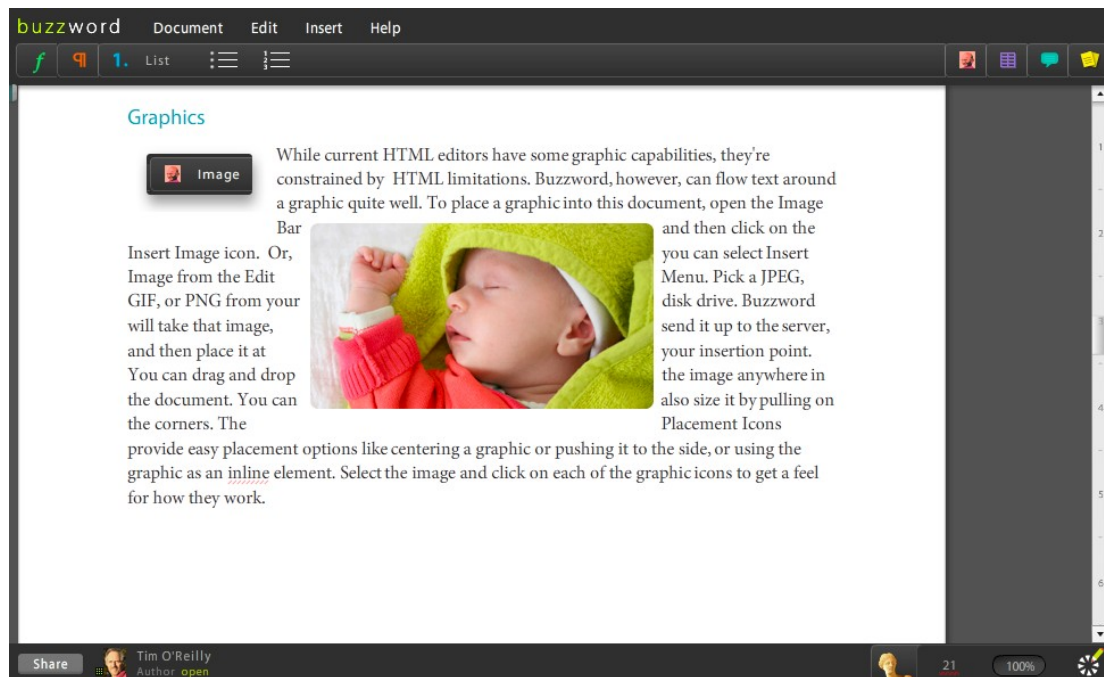 buzzword Document Edit Insert Help
f ¶ 1. List
Graphics
Image
While current HTML editors have some graphic capabilities, they're
constrained by HTML limitations. Buzzword, however, can flow text around
a graphic quite well. To place a graphic into this document, open the Image
Bar and then click on the
Insert Image icon. Or, you can select Insert
Image from the Edit Menu. Pick a JPEG,
GIF, or PNG from your disk drive. Buzzword
will take that image, send it up to the server,
and then place it at your insertion point.
You can drag and drop the image anywhere in
the document. You can also size it by pulling on
the corners. The Placement Icons
provide easy placement options like centering a graphic or pushing it to the side, or using the
graphic as an inline element. Select the image and click on each of the graphic icons to get a feel
for how they work.
1
2
3
4
5
6
Share
Tim O'Reilly
Author open
21 100%